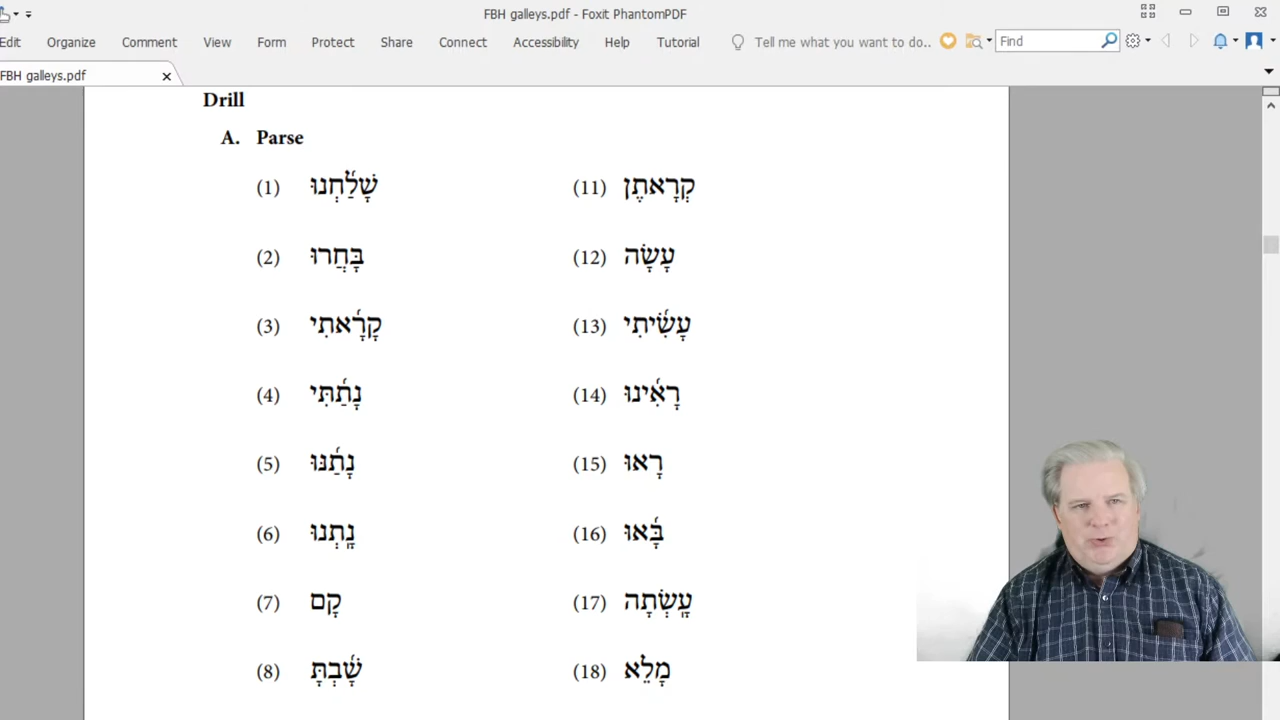 FBH galleys.pdf - Foxit PhantomPDF
Edit Organize Comment View Form Protect Share Connect Accessibility Help Tutorial Tell me what you want to do.. Find
FBH galleys.pdf
Drill
A. Parse
(1) שָׁלַ֫חְנוּ (11) קְרָאתֶן
(2) בָּחֲרוּ (12) עָשָׂה
(3) קָרָ֫אתִי (13) עָשִׂ֫יתִי
(4) נָתַ֫תִּי (14) רָאִ֫ינוּ
(5) נָתַ֫נּוּ (15) רָאוּ
(6) נָֽתְנוּ (16) בָּ֫אוּ
(7) קָם (17) עָֽשְׂתָה
(8) שַׁ֫בְתָּ (18) מָלֵא